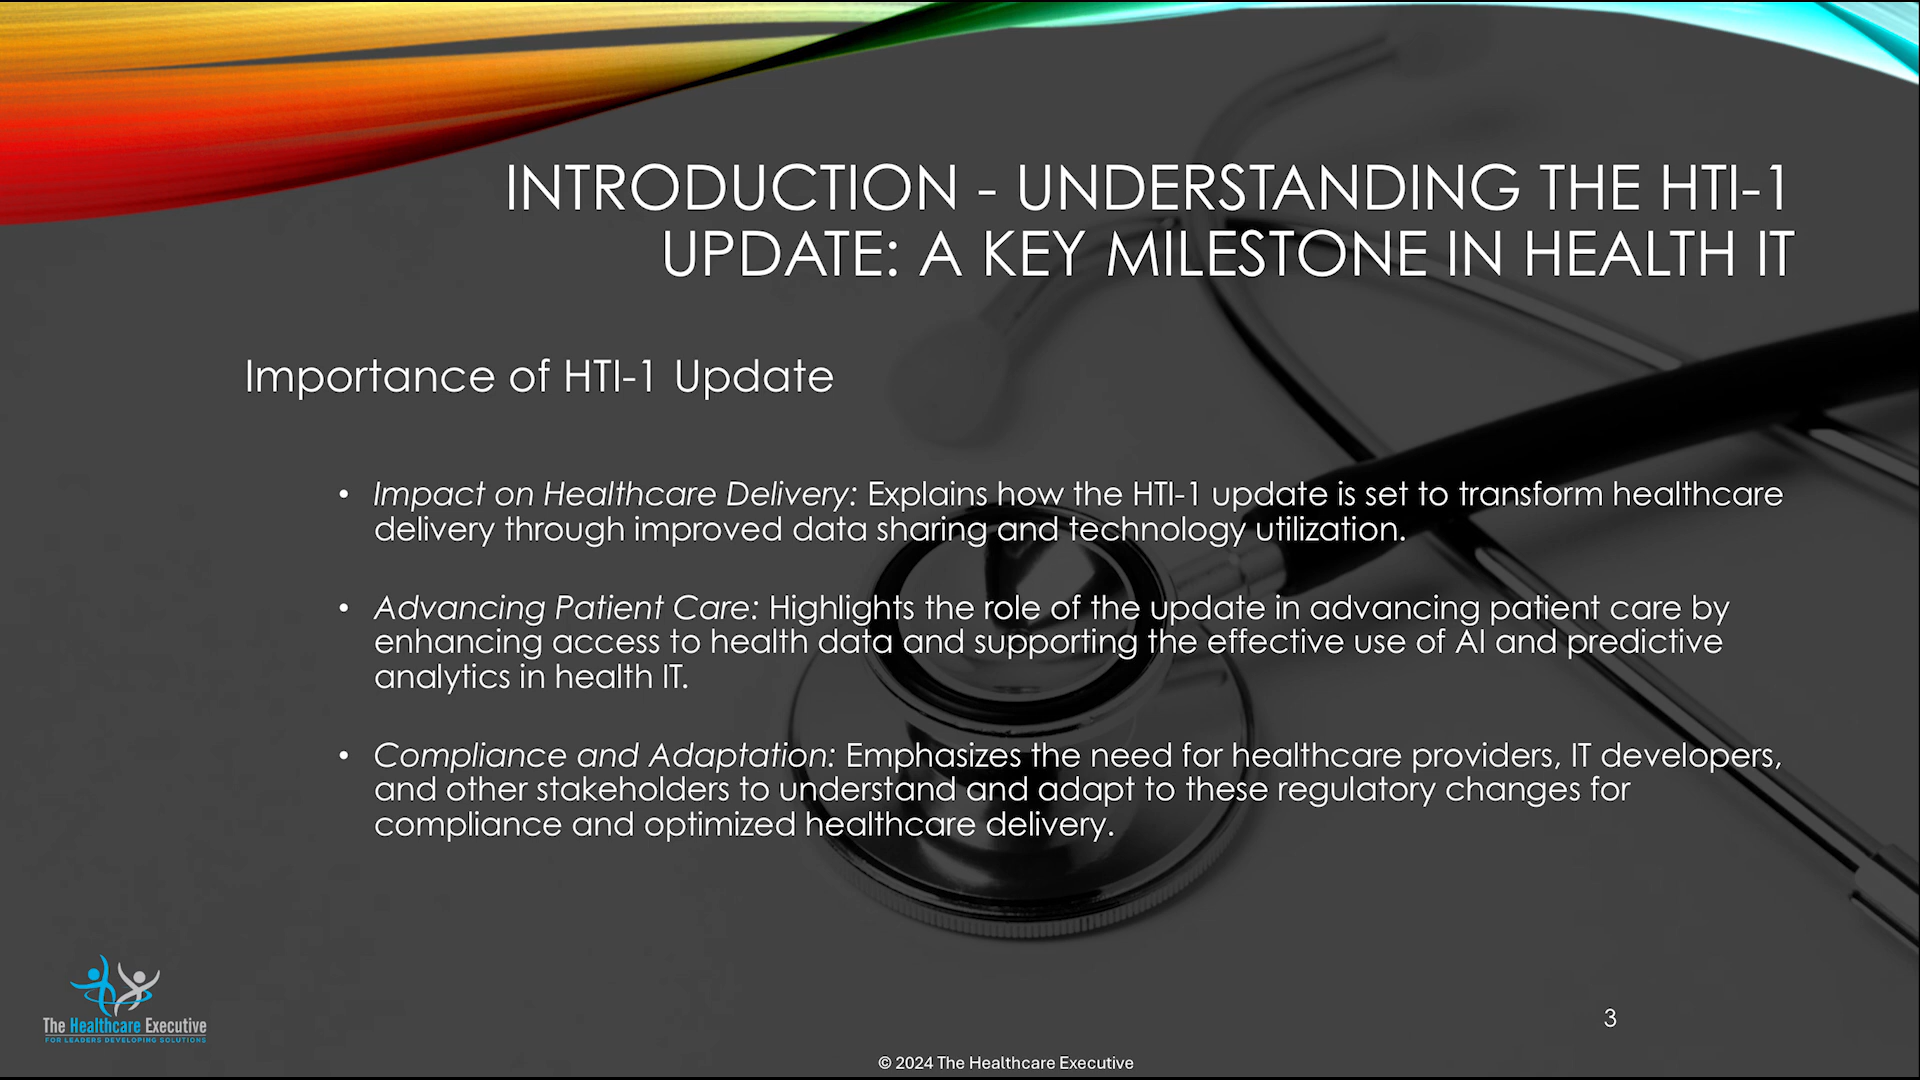 INTRODUCTION - UNDERSTANDING THE HTI-1
UPDATE: A KEY MILESTONE IN HEALTH IT
Importance of HTI-1 Update
• Impact on Healthcare Delivery: Explains how the HTI-1 update is set to transform healthcare
delivery through improved data sharing and technology utilization.
• Advancing Patient Care: Highlights the role of the update in advancing patient care by
enhancing access to health data and supporting the effective use of AI and predictive
analytics in health IT.
• Compliance and Adaptation: Emphasizes the need for healthcare providers, IT developers,
and other stakeholders to understand and adapt to these regulatory changes for
compliance and optimized healthcare delivery.
The Healthcare Executive
FOR LEADERS DEVELOPING SOLUTIONS
3
© 2024 The Healthcare Executive